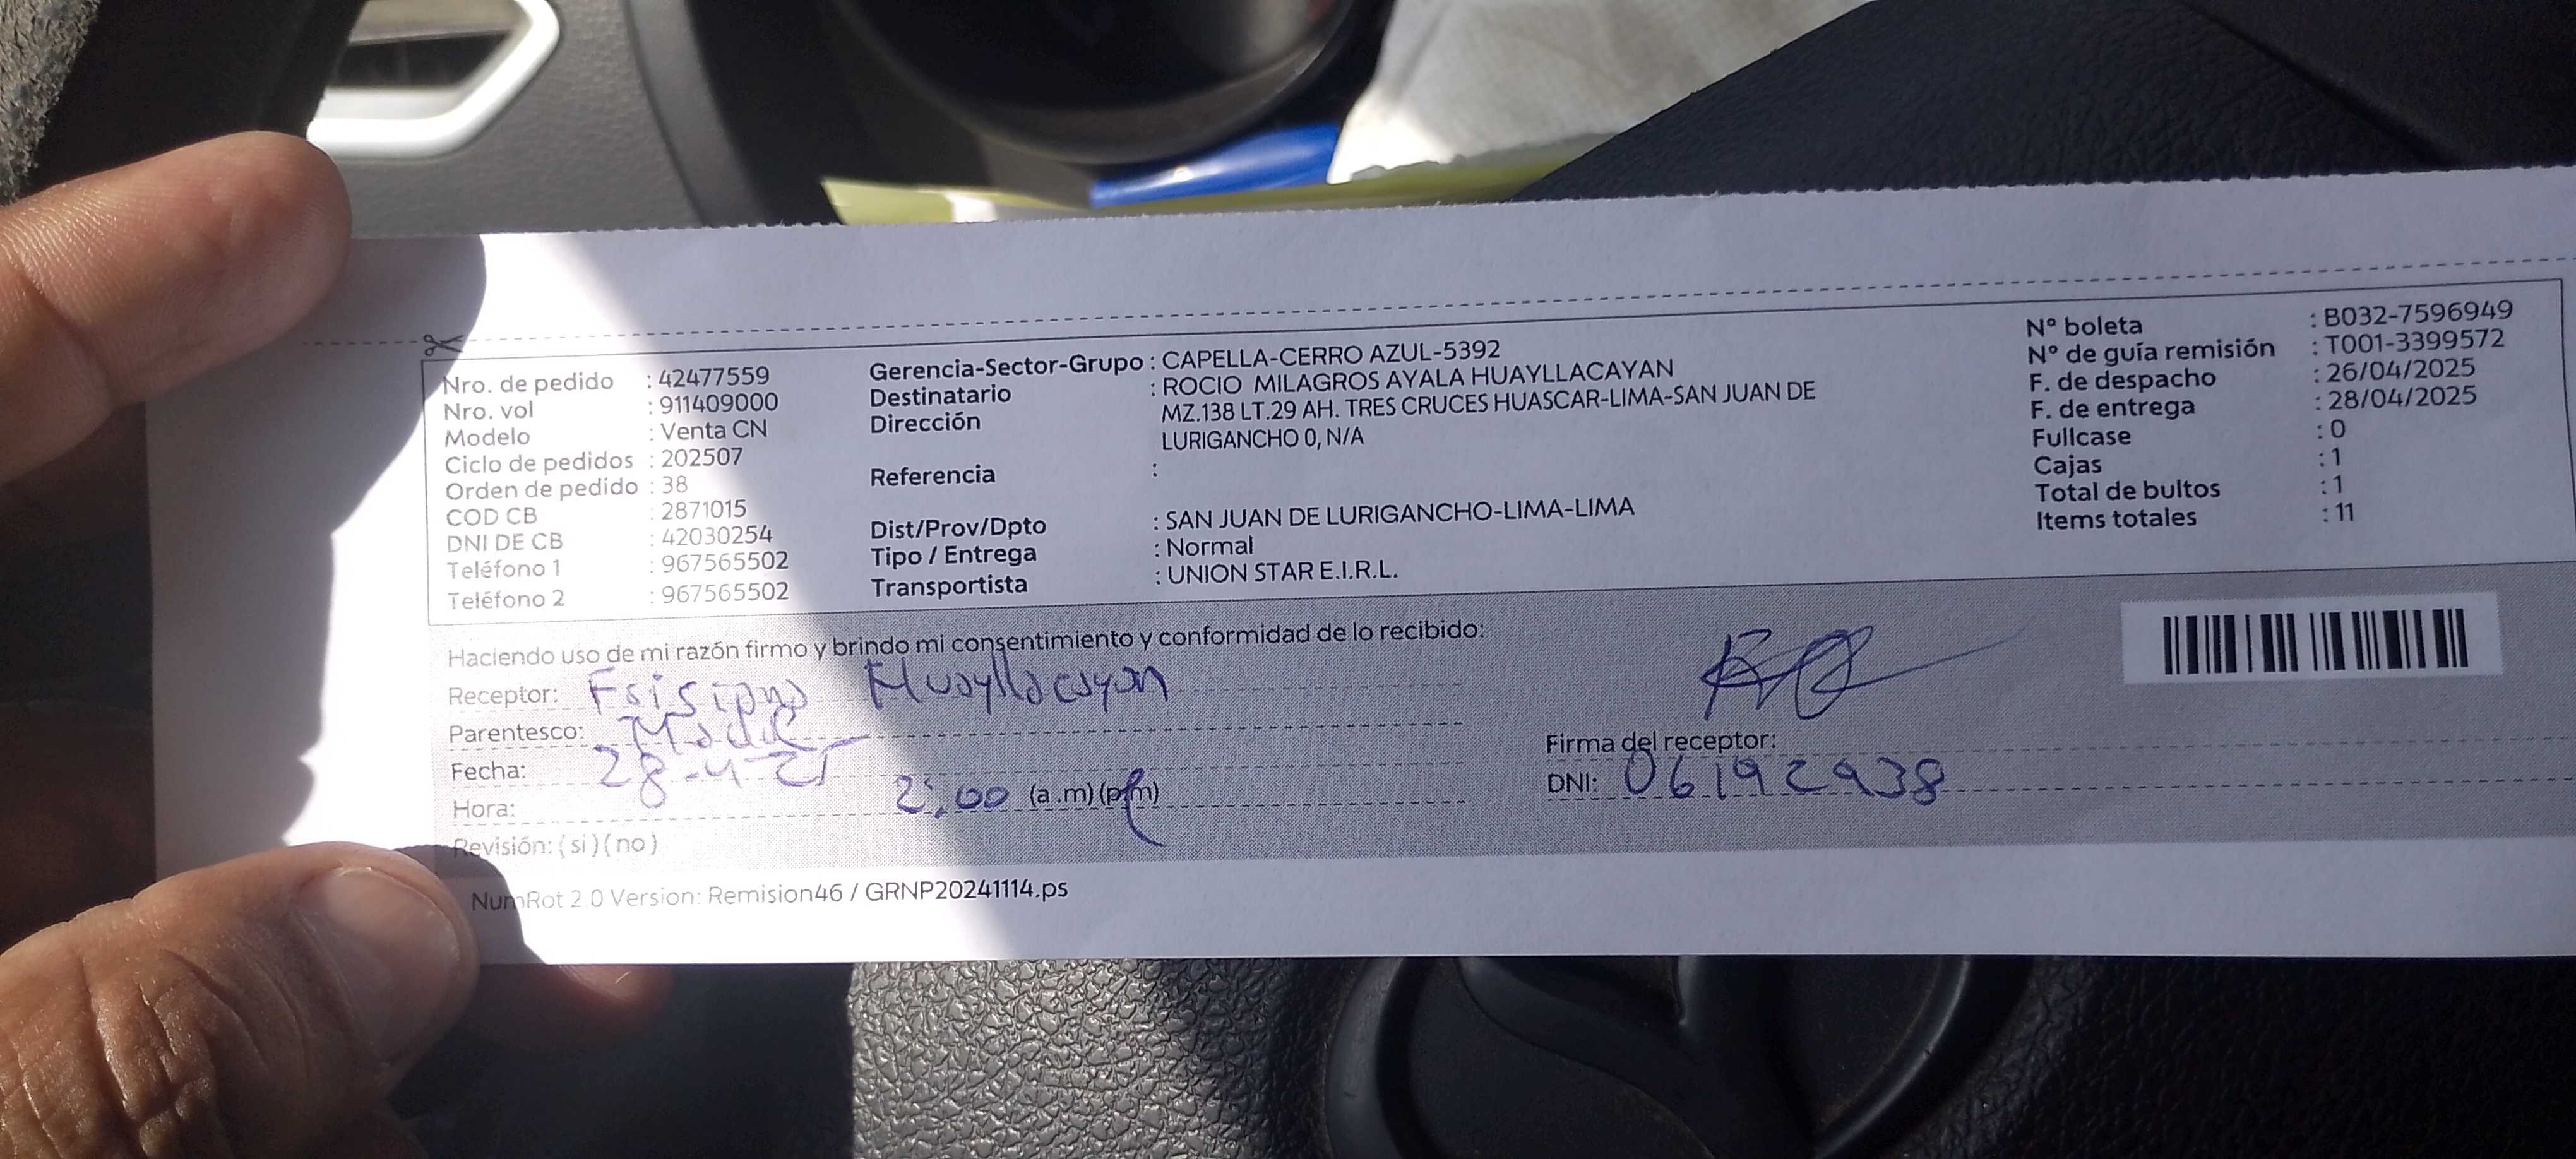 Nro. de pedido : 42477559
Nro. vol : 911409000
Modelo : Venta CN
Ciclo de pedidos : 202507
Orden de pedido : 38
COD CB : 2871015
DNI DE CB : 42030254
Teléfono 1 : 967565502
Teléfono 2 : 967565502
Gerencia-Sector-Grupo : CAPELLA-CERRO AZUL-5392
Destinatario : ROCIO MILAGROS AYALA HUAYLLACAYAN
Dirección MZ.138 LT.29 AH. TRES CRUCES HUASCAR-LIMA-SAN JUAN DE
LURIGANCHO 0, N/A
Referencia :
Dist/Prov/Dpto : SAN JUAN DE LURIGANCHO-LIMA-LIMA
Tipo / Entrega : Normal
Transportista : UNION STAR E.I.R.L.
N° boleta : B032-7596949
N° de guía remisión : T001-3399572
F. de despacho : 26/04/2025
F. de entrega : 28/04/2025
Fullcase : 0
Cajas : 1
Total de bultos : 1
Items totales : 11
Haciendo uso de mi razón firmo y brindo mi consentimiento y conformidad de lo recibido:
Receptor: Huayllacayan
Parentesco: Madre
Fecha: 28-4-25
Hora: 2:00 (a .m) (p.m)
Revisión: ( si ) ( no )
Firma del receptor:
DNI: 06192938
NumRot 2.0 Version: Remision46 / GRNP20241114.ps